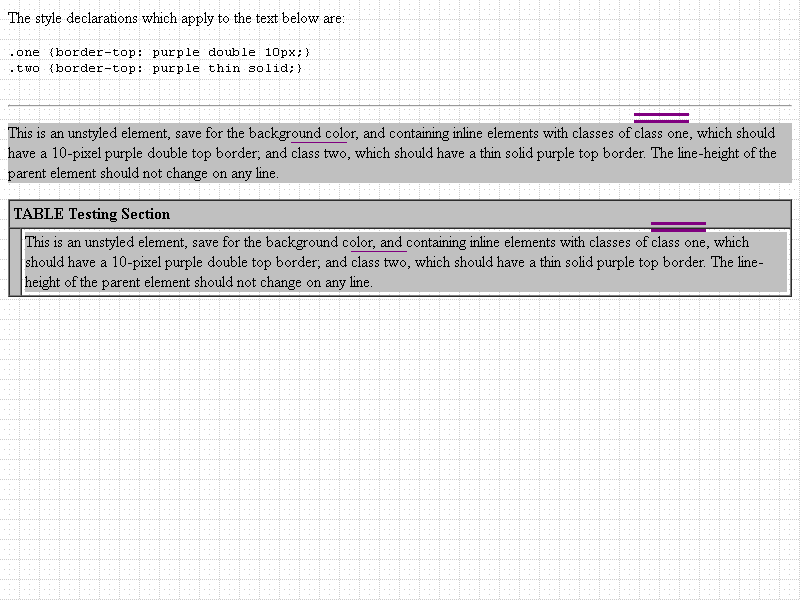 The style declarations which apply to the text below are:
.one {border-top: purple double 10px;}
.two {border-top: purple thin solid;}
This is an unstyled element, save for the background color, and containing inline elements with classes of class one, which should
have a 10-pixel purple double top border; and class two, which should have a thin solid purple top border. The line-height of the
parent element should not change on any line.
TABLE Testing Section
This is an unstyled element, save for the background color, and containing inline elements with classes of class one, which
should have a 10-pixel purple double top border; and class two, which should have a thin solid purple top border. The line-
height of the parent element should not change on any line.